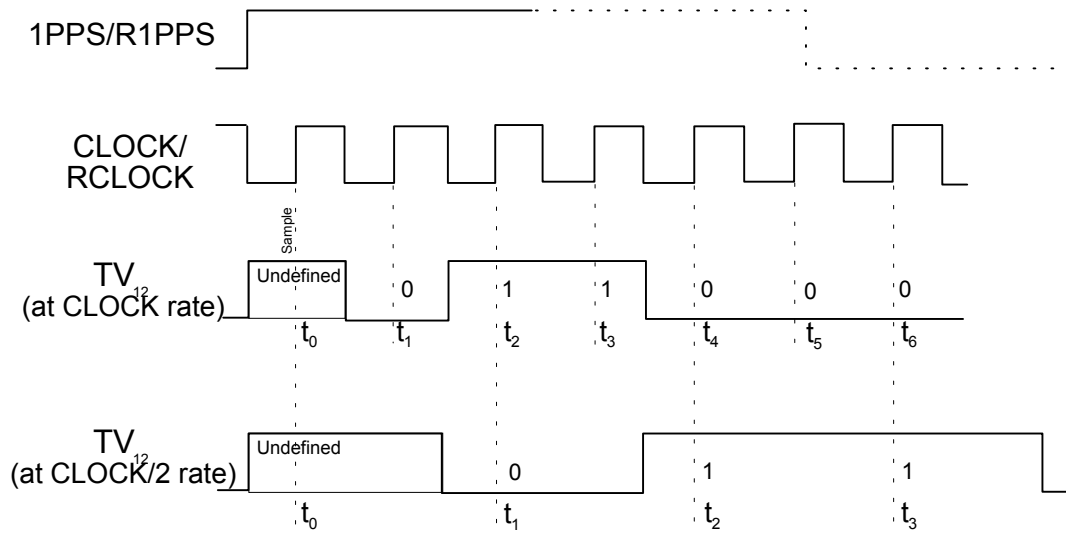 1PPS/R1PPS
CLOCK/
RCLOCK
Sample
TV12
(at CLOCK rate)
Undefined
0 1 1 0 0 0
t0 t1 t2 t3 t4 t5 t6
TV12
(at CLOCK/2 rate)
Undefined
0 1 1
t0 t1 t2 t3